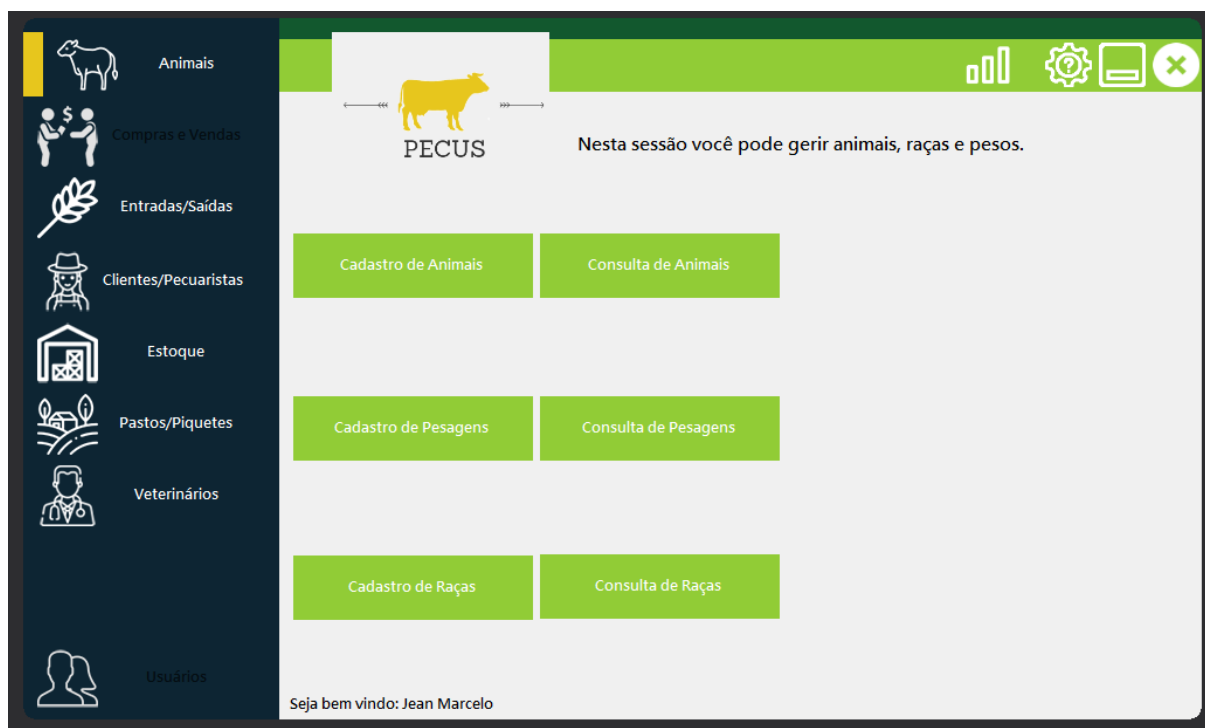 Animais
Compras e Vendas
Entradas/Saídas
Clientes/Pecuaristas
Estoque
Pastos/Piquetes
Veterinários
Usuários
PECUS
Nesta sessão você pode gerir animais, raças e pesos.
Cadastro de Animais
Consulta de Animais
Cadastro de Pesagens
Consulta de Pesagens
Cadastro de Raças
Consulta de Raças
Seja bem vindo: Jean Marcelo